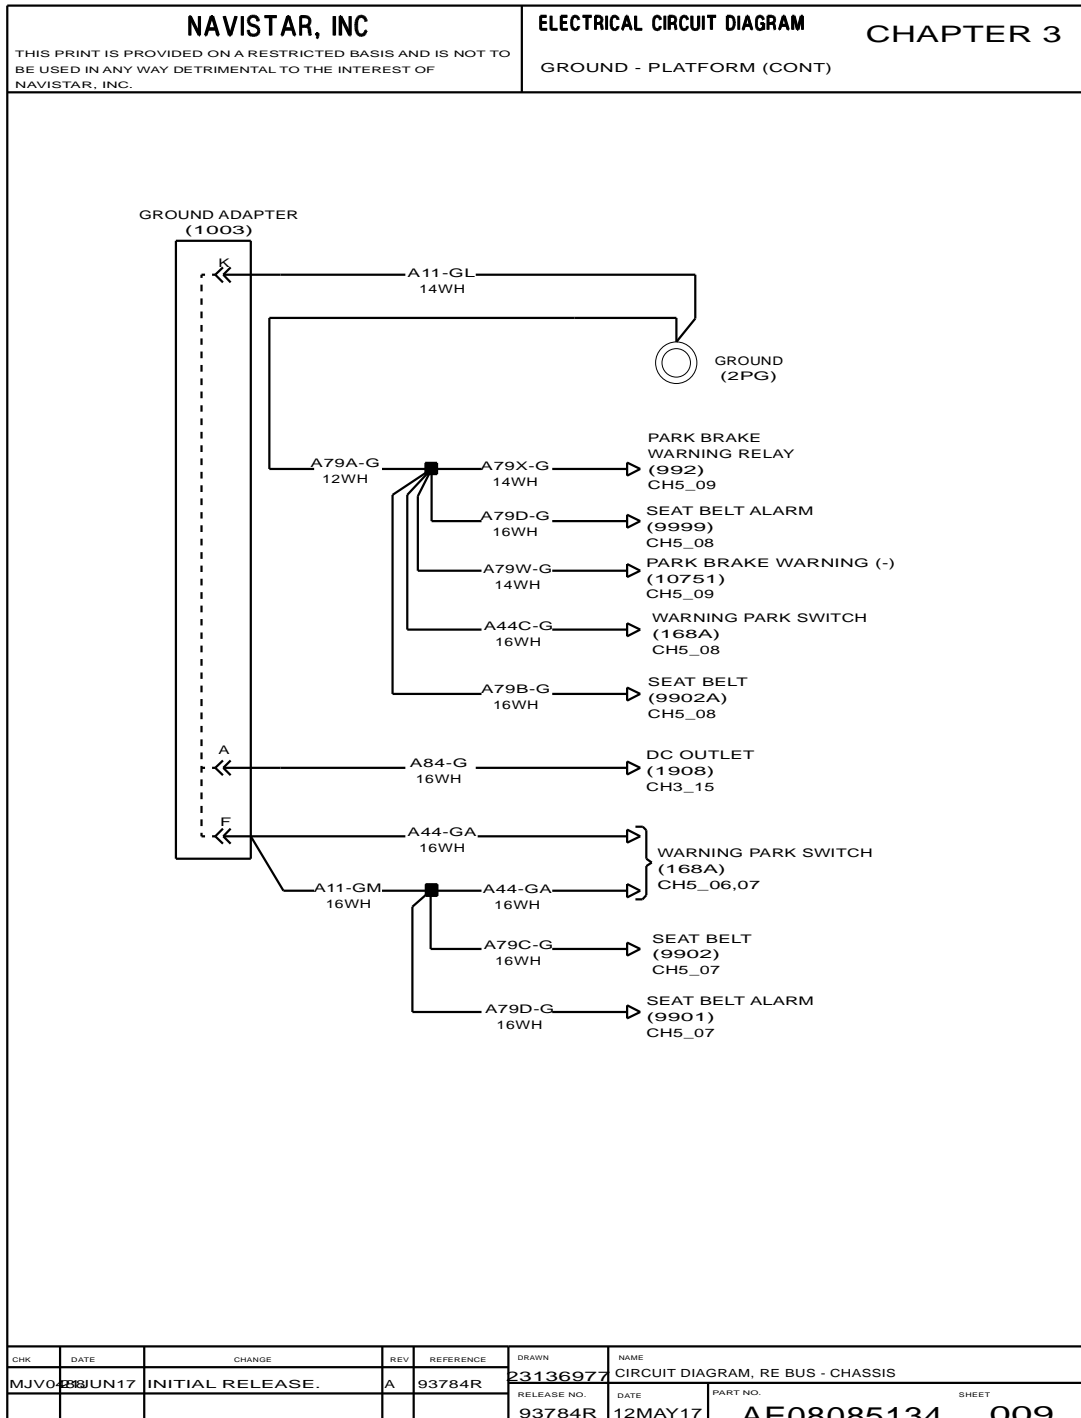 NAVISTAR, INC
THIS PRINT IS PROVIDED ON A RESTRICTED BASIS AND IS NOT TO
BE USED IN ANY WAY DETRIMENTAL TO THE INTEREST OF
NAVISTAR, INC.
ELECTRICAL CIRCUIT DIAGRAM
CHAPTER 3
GROUND - PLATFORM (CONT)
GROUND ADAPTER
(1003)
K
A11-GL
14WH
GROUND
(2PG)
A79A-G
12WH
A79X-G
14WH
PARK BRAKE
WARNING RELAY
(992)
CH5_09
A79D-G
16WH
SEAT BELT ALARM
(9999)
CH5_08
A79W-G
14WH
PARK BRAKE WARNING (-)
(10751)
CH5_09
A44C-G
16WH
WARNING PARK SWITCH
(168A)
CH5_08
A79B-G
16WH
SEAT BELT
(9902A)
CH5_08
A
A84-G
16WH
DC OUTLET
(1908)
CH3_15
F
A44-GA
16WH
WARNING PARK SWITCH
(168A)
CH5_06,07
A11-GM
16WH
A44-GA
16WH
A79C-G
16WH
SEAT BELT
(9902)
CH5_07
A79D-G
16WH
SEAT BELT ALARM
(9901)
CH5_07
CHK DATE CHANGE REV REFERENCE
INITIAL RELEASE. A 93784R
DRAWN
23136977
NAME
CIRCUIT DIAGRAM, RE BUS - CHASSIS
RELEASE NO.
93784R
DATE
12MAY17
PART NO.
AE08085134
SHEET
009